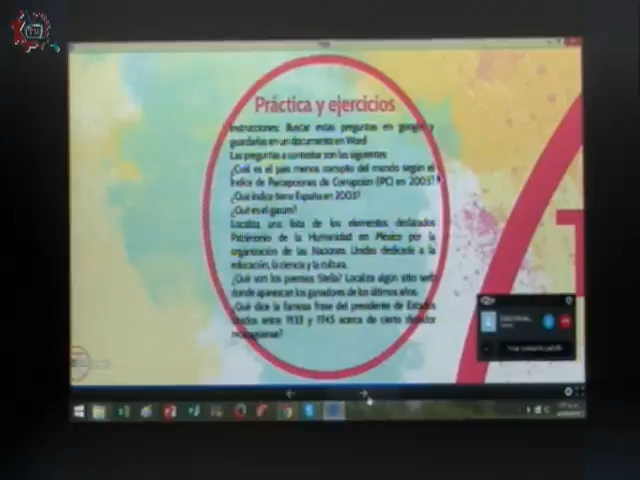 TU
Práctica y ejercicios
Instrucciones: Buscar estas preguntas en google y
guardarlas en un documento en Word
Las preguntas a contestar son las siguientes:
¿Cuál es el país menos corrupto del mundo según el
Índice de Percepciones de Corrupción (IPC) en 2003?
¿Que índice tiene España en 2003?
¿Qué es el garum?
Localiza una lista de los elementos declarados
Patrimonio de la Humanidad en México por la
organización de las Naciones Unidas dedicada a la
educación, la ciencia y la cultura.
¿Qué son los premios Stella? Localiza algún sitio web
donde aparezcan los ganadores de los últimos años.
¿Qué dice la famosa frase del presidente de Estados
Unidos entre 1933 y 1945 acerca de cierto dictador
nicaragüense?